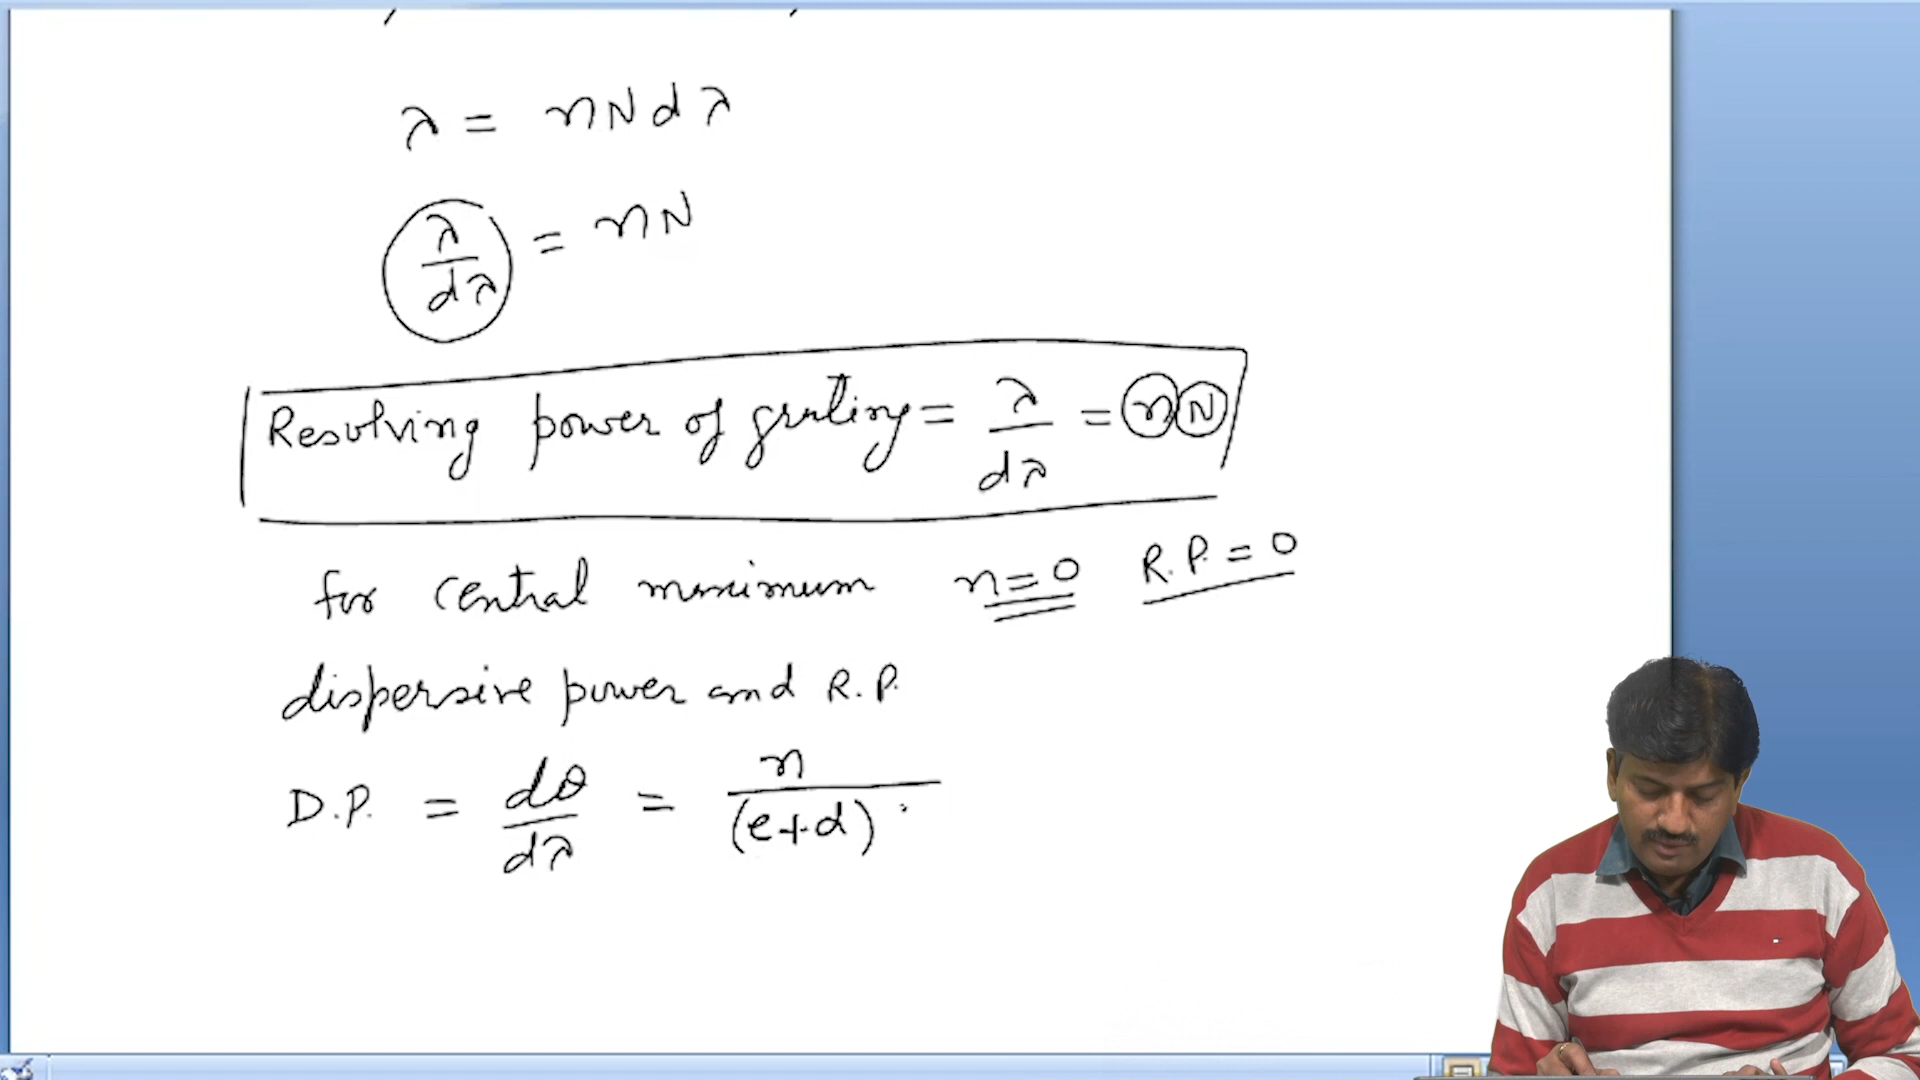 λ = nNdλ
λ/dλ = nN
Resolving power of grating = λ/dλ = nN
for central maximum n=0 R.P. = 0
dispersive power and R.P.
D.P. = dθ/dλ = n/(e+d)